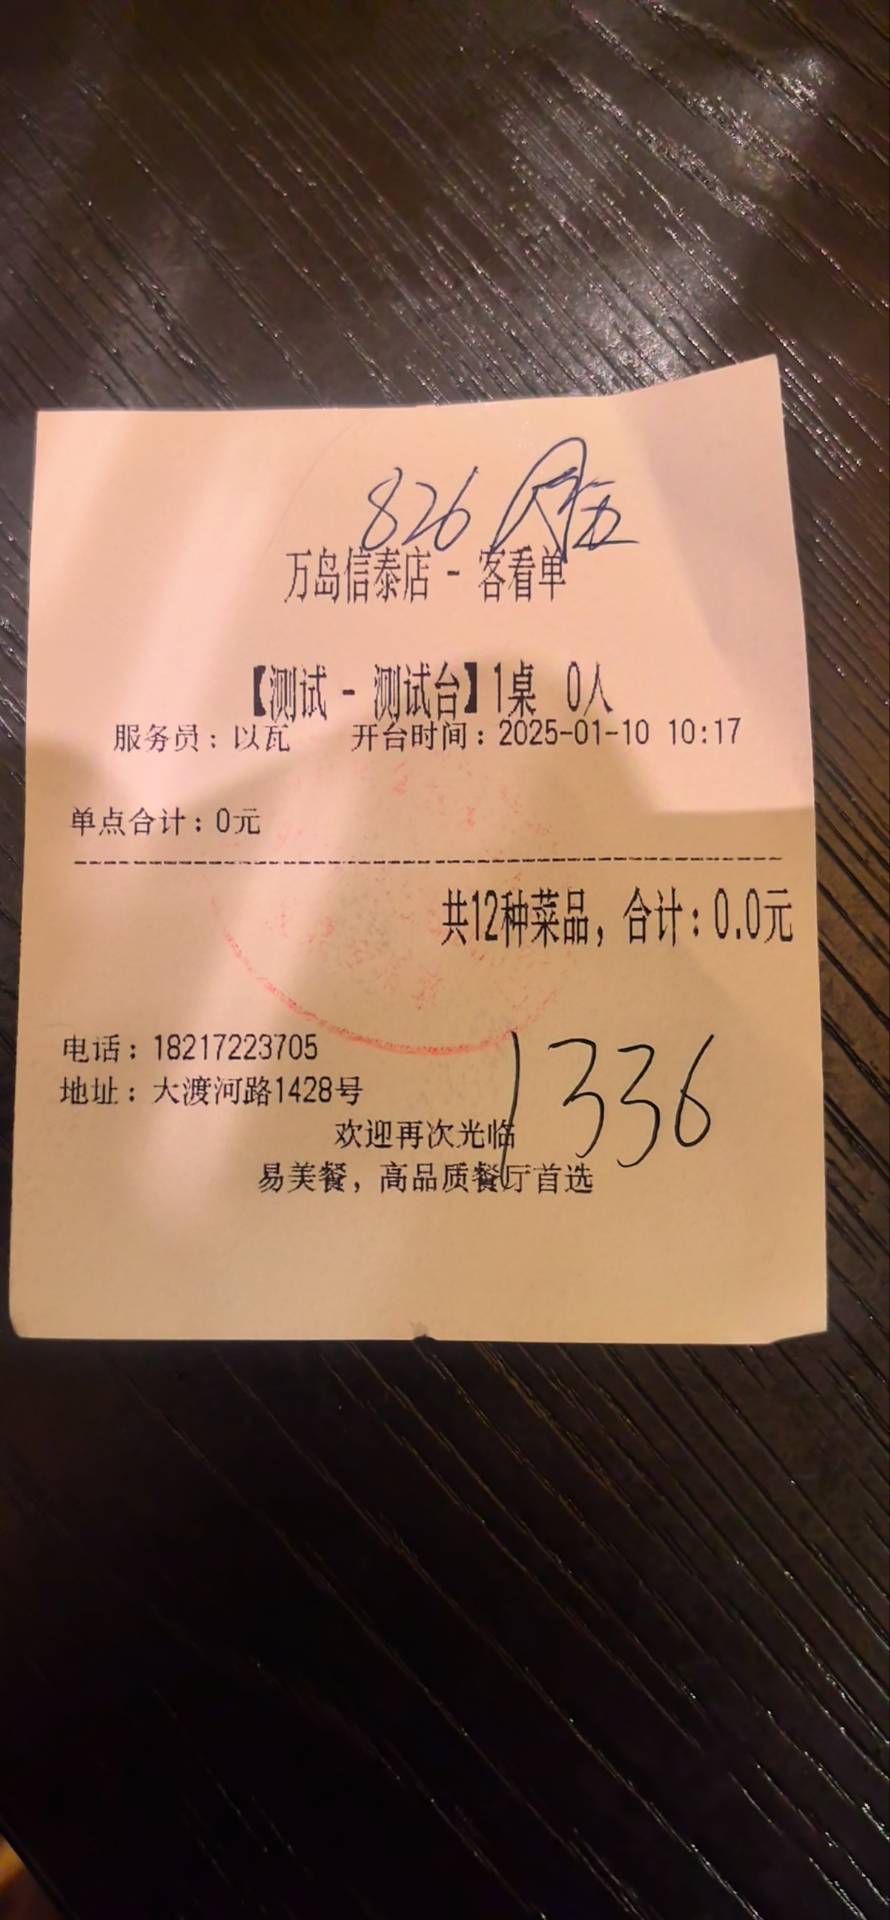 826 周五
万岛信泰店 - 客看单
【测试 - 测试台】1桌 0人
服务员：以瓦 开台时间：2025-01-10 10:17
单点合计：0元
共12种菜品，合计：0.0元
电话：18217223705
地址：大渡河路1428号
1336
欢迎再次光临
易美餐，高品质餐厅首选